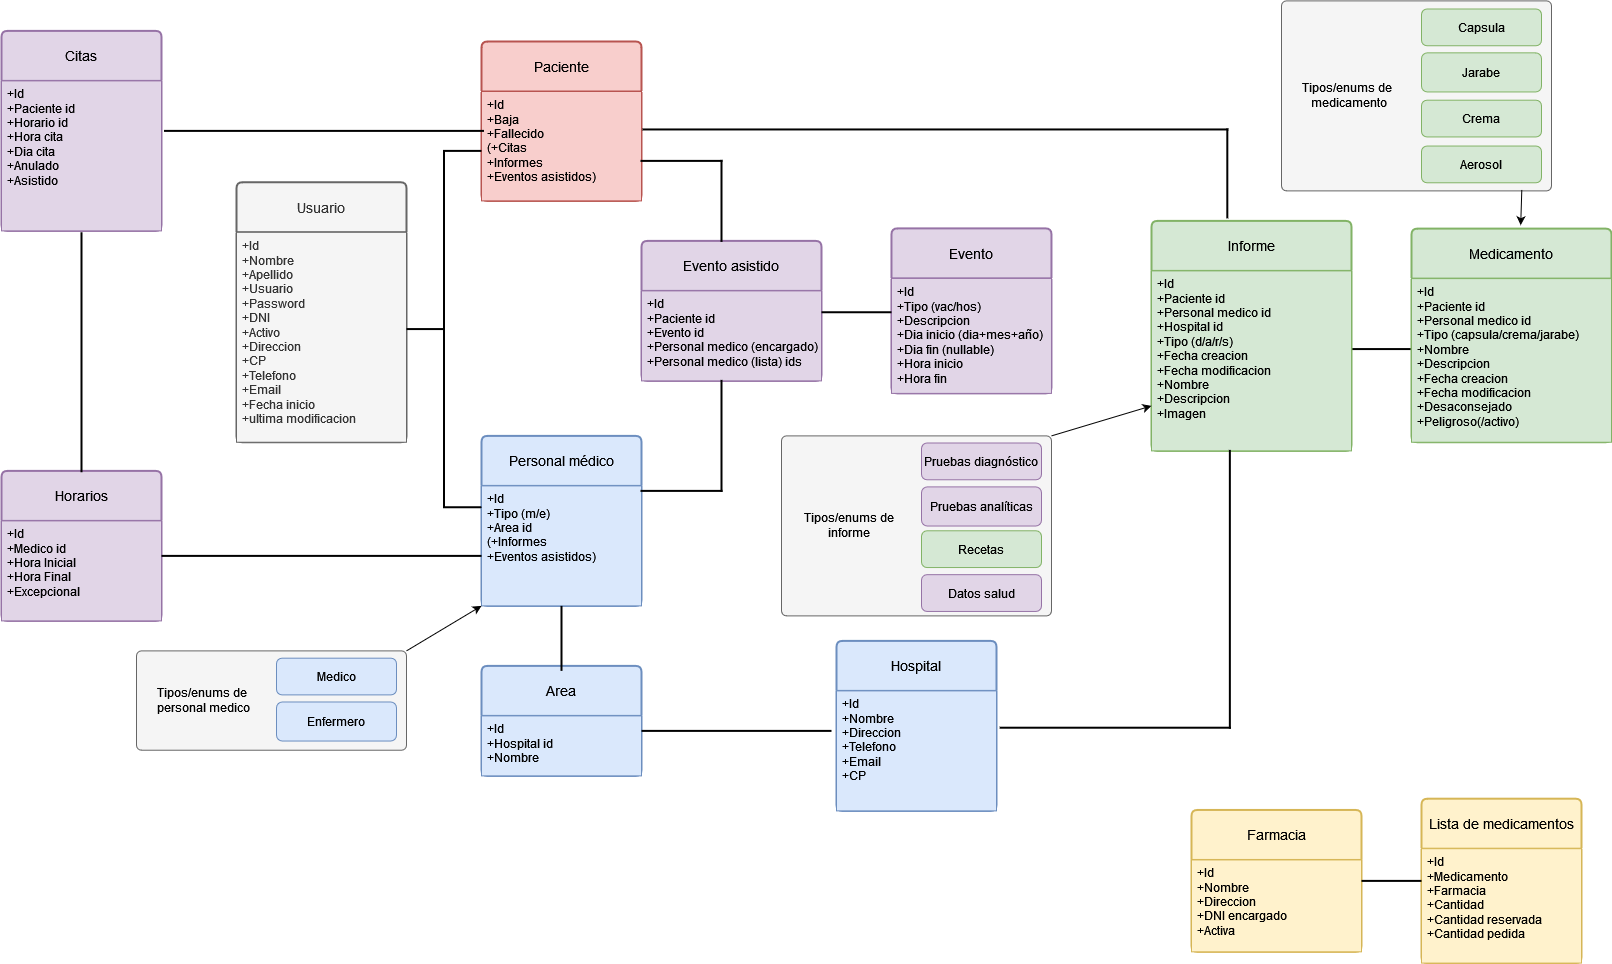 Citas
+Id
+Paciente id
+Horario id
+Hora cita
+Dia cita
+Anulado
+Asistido
Paciente
+Id
+Baja
+Fallecido
(+Citas
+Informes
+Eventos asistidos)
Tipos/enums de
medicamento
Capsula
Jarabe
Crema
Aerosol
Usuario
+Id
+Nombre
+Apellido
+Usuario
+Password
+DNI
+Activo
+Direccion
+CP
+Telefono
+Email
+Fecha inicio
+ultima modificacion
Evento asistido
+Id
+Paciente id
+Evento id
+Personal medico (encargado)
+Personal medico (lista) ids
Evento
+Id
+Tipo (vac/hos)
+Descripcion
+Dia inicio (dia+mes+año)
+Dia fin (nullable)
+Hora inicio
+Hora fin
Informe
+Id
+Paciente id
+Personal medico id
+Hospital id
+Tipo (d/a/r/s)
+Fecha creacion
+Fecha modificacion
+Nombre
+Descripcion
+Imagen
Medicamento
+Id
+Paciente id
+Personal medico id
+Tipo (capsula/crema/jarabe)
+Nombre
+Descripcion
+Fecha creacion
+Fecha modificacion
+Desaconsejado
+Peligroso(/activo)
Horarios
+Id
+Medico id
+Hora Inicial
+Hora Final
+Excepcional
Personal médico
+Id
+Tipo (m/e)
+Area id
(+Informes
+Eventos asistidos)
Tipos/enums de
informe
Pruebas diagnóstico
Pruebas analíticas
Recetas
Datos salud
Tipos/enums de
personal medico
Medico
Enfermero
Area
+Id
+Hospital id
+Nombre
Hospital
+Id
+Nombre
+Direccion
+Telefono
+Email
+CP
Farmacia
+Id
+Nombre
+Direccion
+DNI encargado
+Activa
Lista de medicamentos
+Id
+Medicamento
+Farmacia
+Cantidad
+Cantidad reservada
+Cantidad pedida